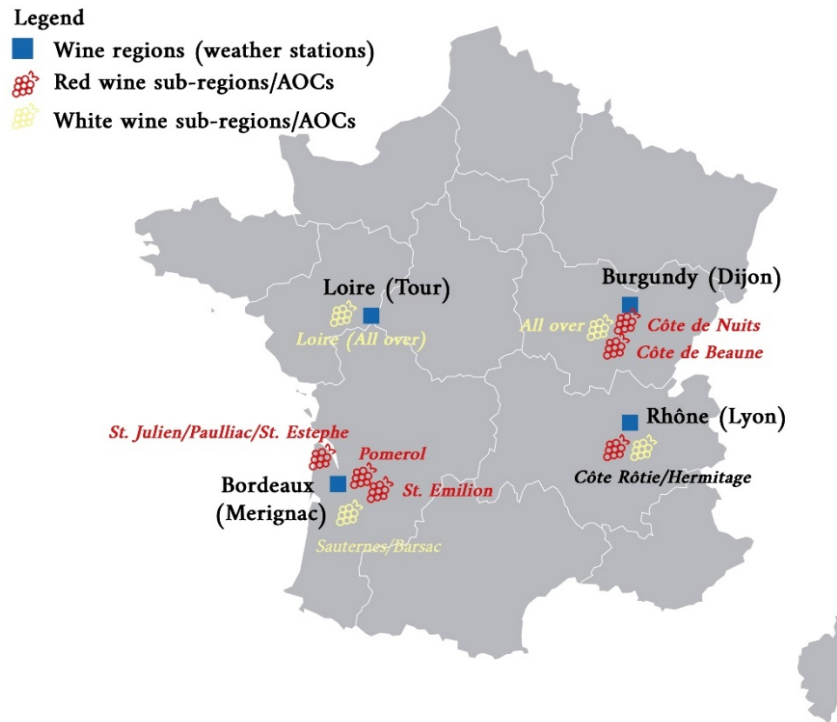 Legend
Wine regions (weather stations)
Red wine sub-regions/AOCs
White wine sub-regions/AOCs
Burgundy (Dijon)
Loire (Tour)
All over
Côte de Nuits
Loire (All over)
Côte de Beaune
Rhône (Lyon)
St. Julien/Paulliac/St. Estephe
Pomerol
Côte Rôtie/Hermitage
Bordeaux
(Merignac)
St. Emilion
Sauternes/Barsac